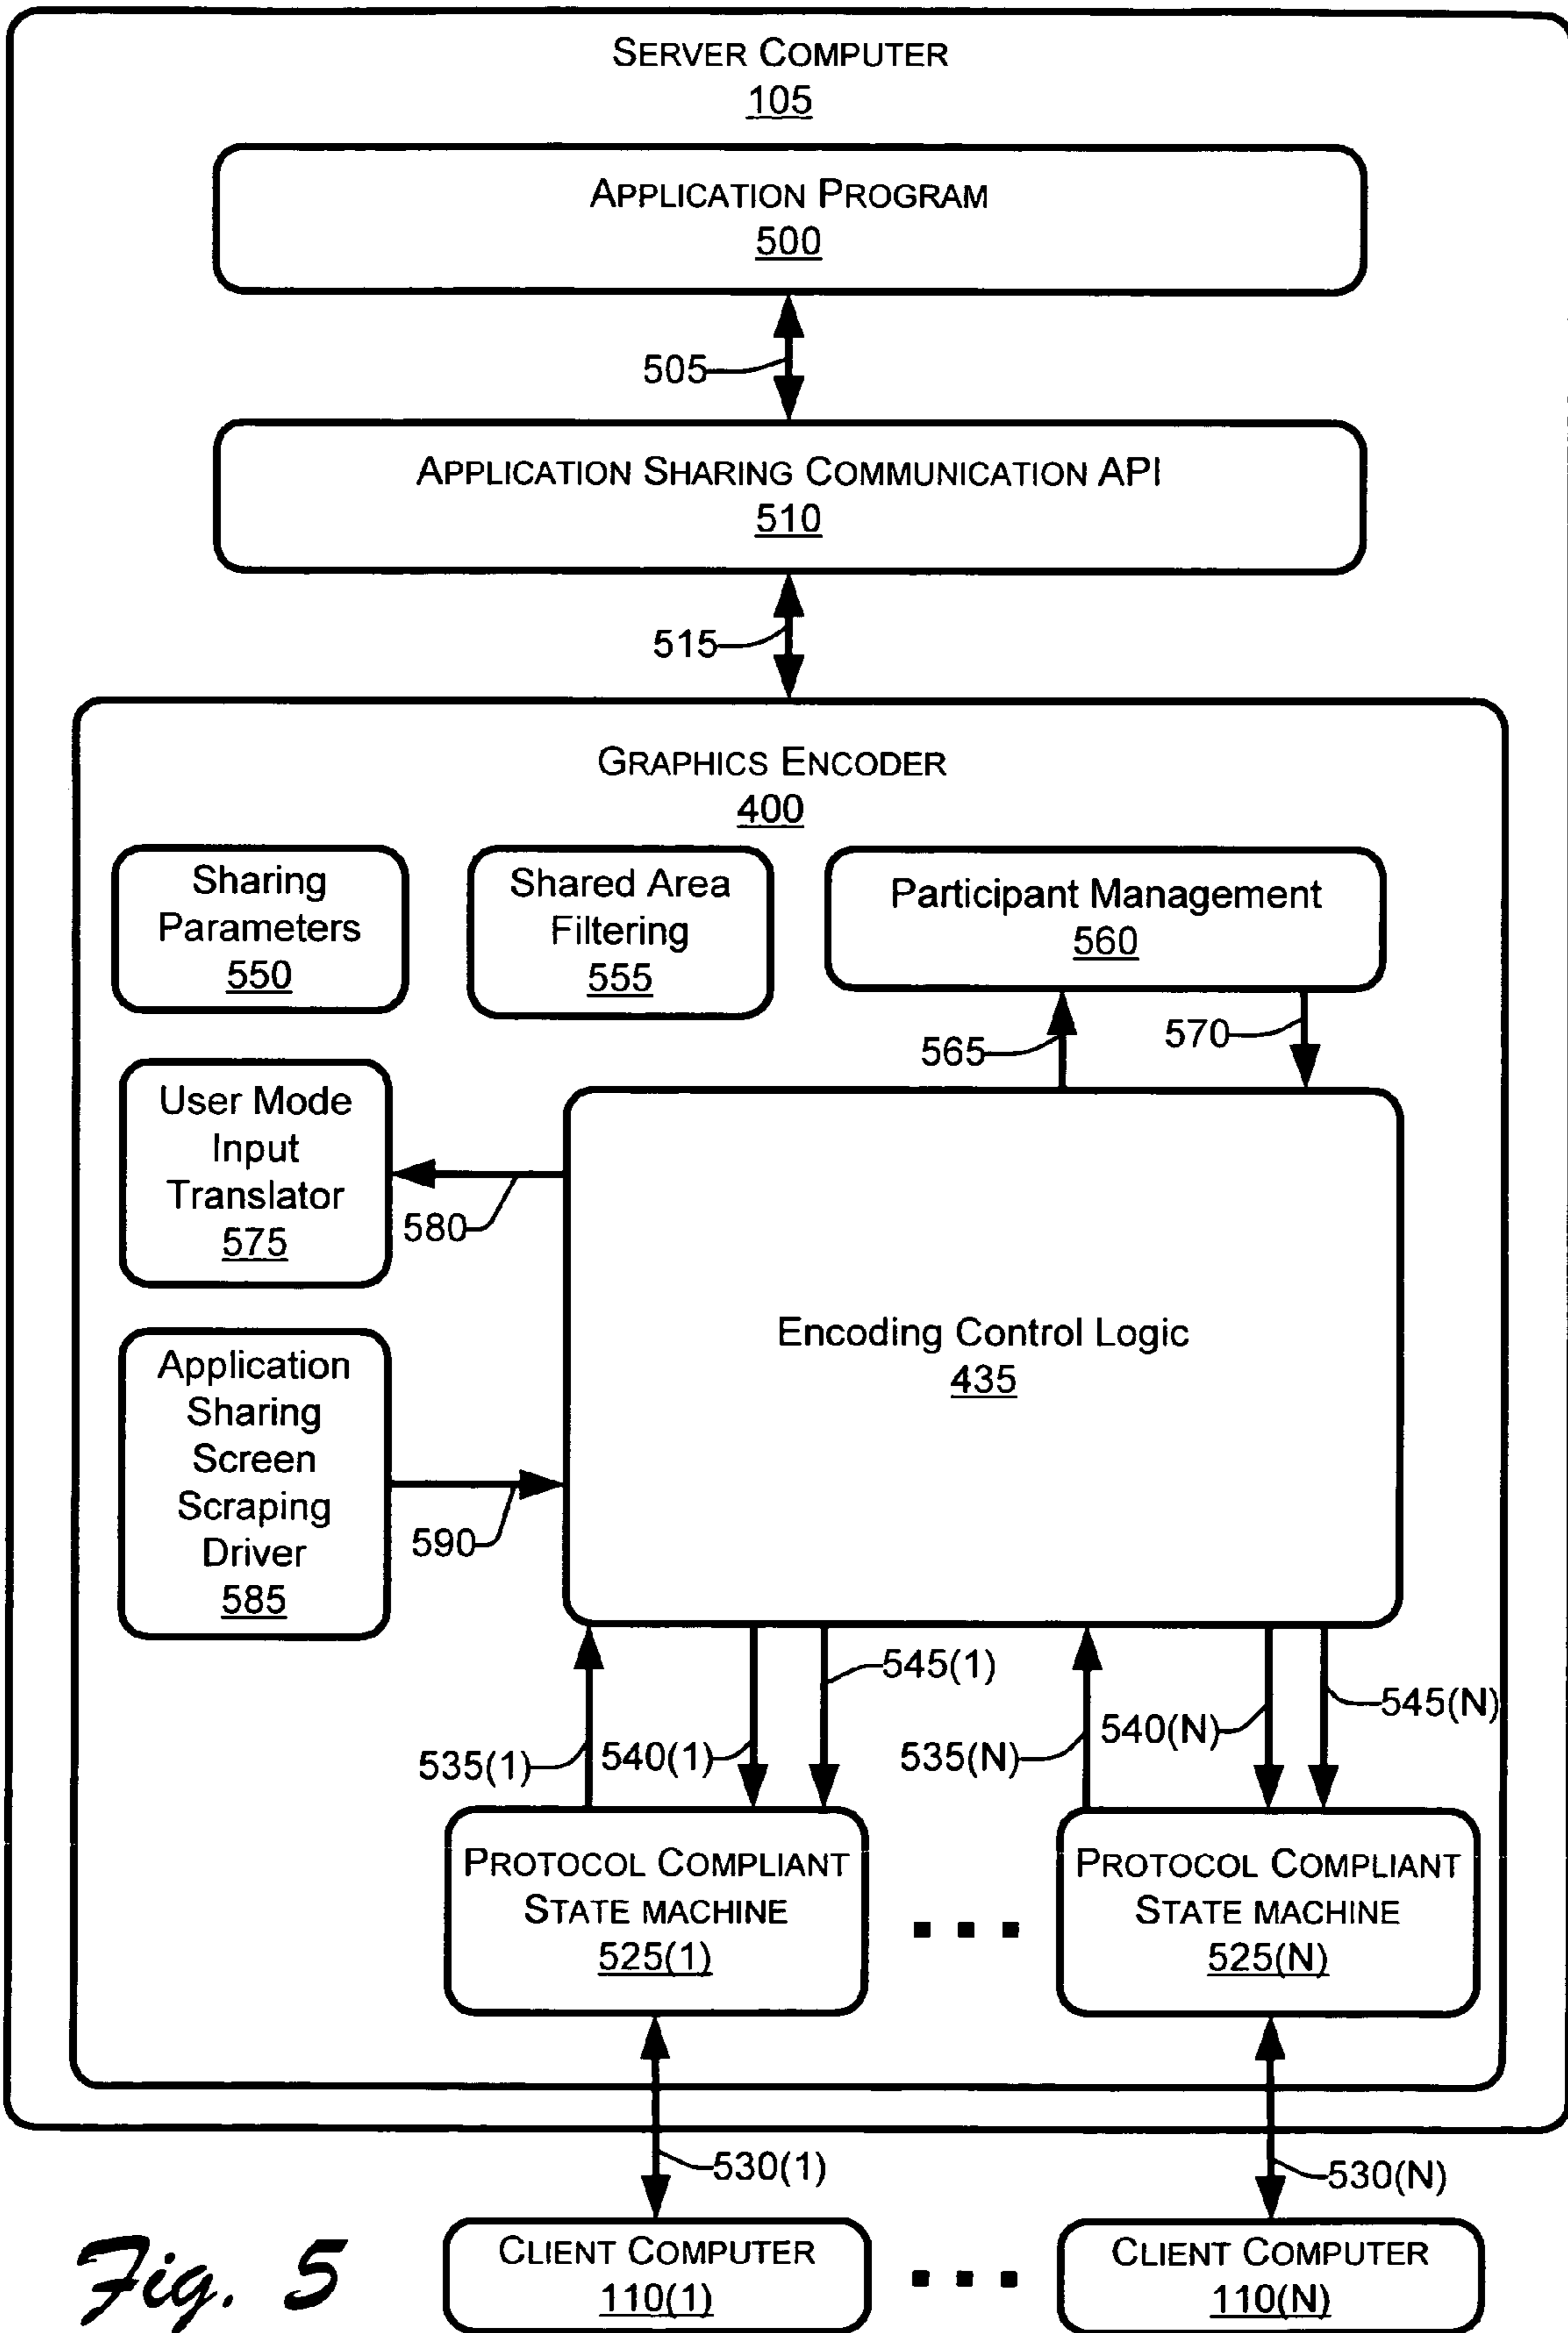 SERVER COMPUTER
105
APPLICATION PROGRAM
500
505
APPLICATION SHARING COMMUNICATION API
510
515
GRAPHICS ENCODER
400
Sharing
Parameters
550
Shared Area
Filtering
555
Participant Management
560
565
570
User Mode
Input
Translator
575
580
Encoding Control Logic
435
Application
Sharing
Screen
Scraping
Driver
585
590
535(1)
540(1)
545(1)
535(N)
540(N)
545(N)
PROTOCOL COMPLIANT
STATE MACHINE
525(1)
PROTOCOL COMPLIANT
STATE MACHINE
525(N)
530(1)
530(N)
CLIENT COMPUTER
110(1)
CLIENT COMPUTER
110(N)
Fig. 5